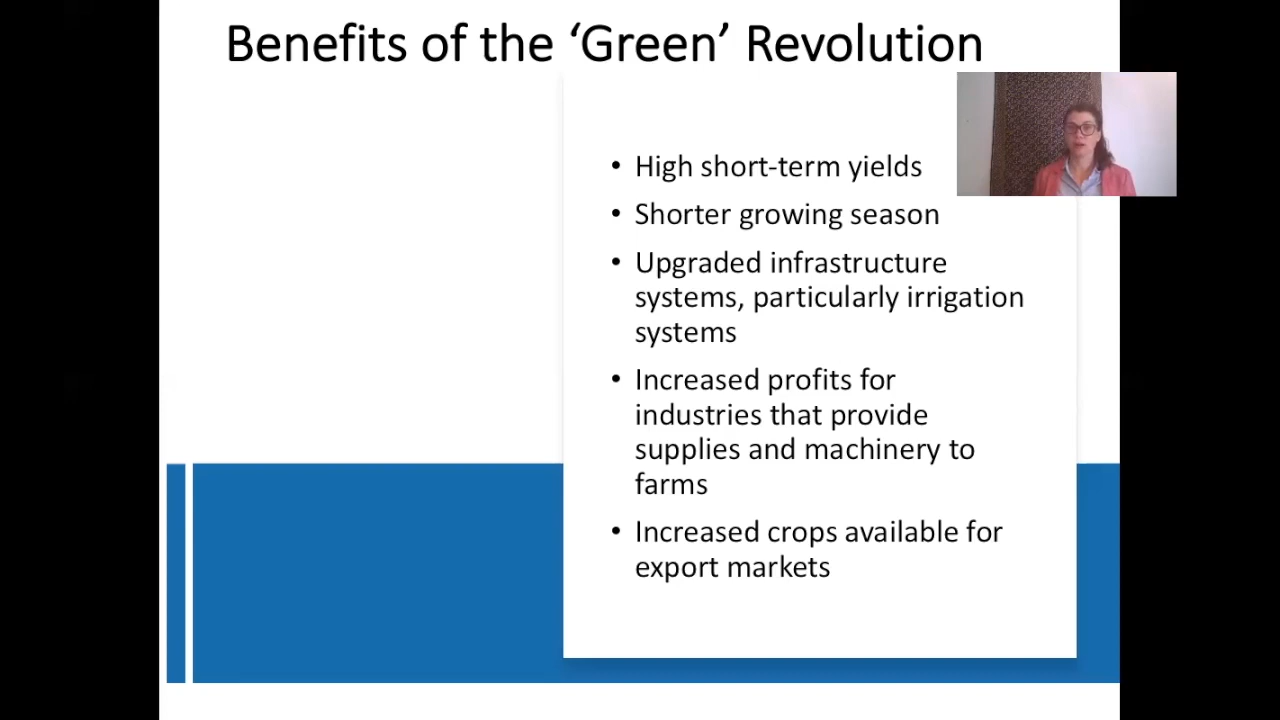 Benefits of the ‘Green’ Revolution
• High short-term yields
• Shorter growing season
• Upgraded infrastructure
systems, particularly irrigation
systems
• Increased profits for
industries that provide
supplies and machinery to
farms
• Increased crops available for
export markets